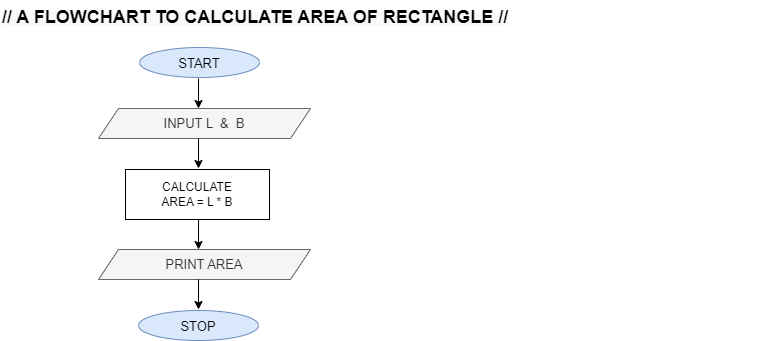 // A FLOWCHART TO CALCULATE AREA OF RECTANGLE //
START
INPUT L & B
CALCULATE
AREA = L * B
PRINT AREA
STOP